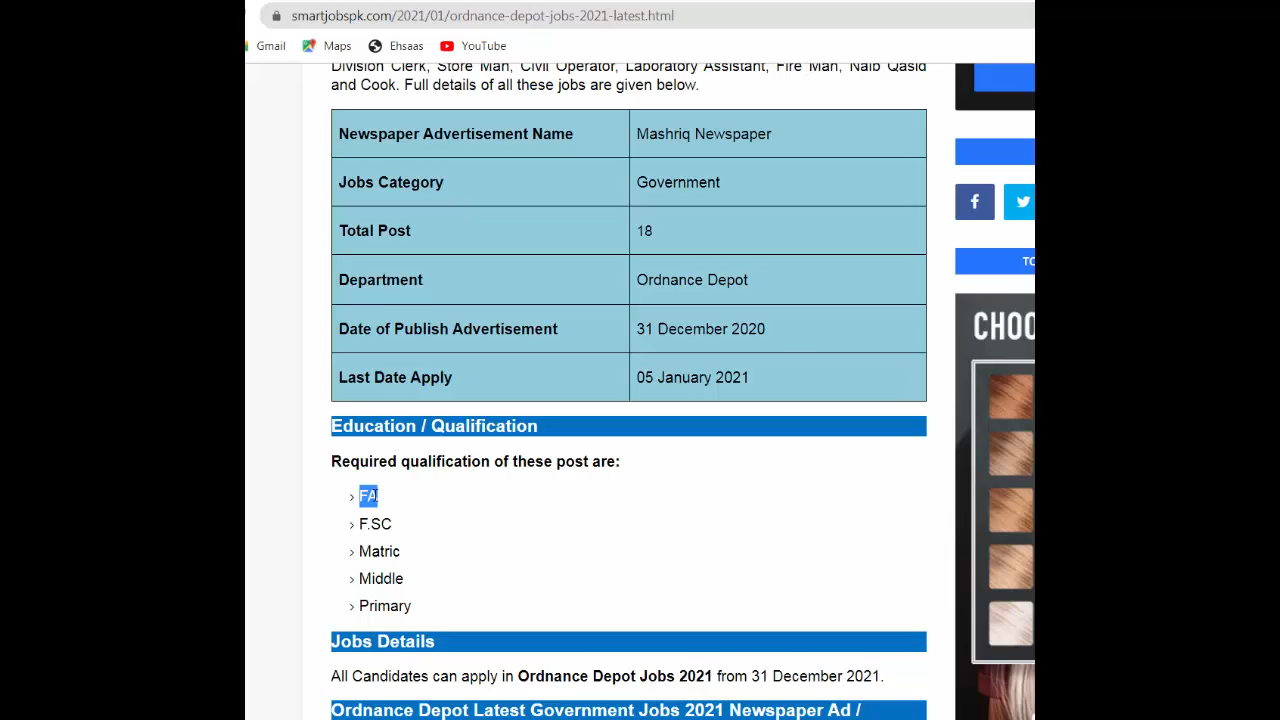 smartjobspk.com/2021/01/ordnance-depot-jobs-2021-latest.html
Gmail Maps Ehsaas YouTube
Division Clerk, Store Man, Civil Operator, Laboratory Assistant, Fire Man, Naib Qasid
and Cook. Full details of all these jobs are given below.
Newspaper Advertisement Name Mashriq Newspaper
Jobs Category Government
Total Post 18
Department Ordnance Depot
Date of Publish Advertisement 31 December 2020
Last Date Apply 05 January 2021
Education / Qualification
Required qualification of these post are:
FA
F.SC
Matric
Middle
Primary
Jobs Details
All Candidates can apply in Ordnance Depot Jobs 2021 from 31 December 2021.
Ordnance Depot Latest Government Jobs 2021 Newspaper Ad /
TO
CHOO